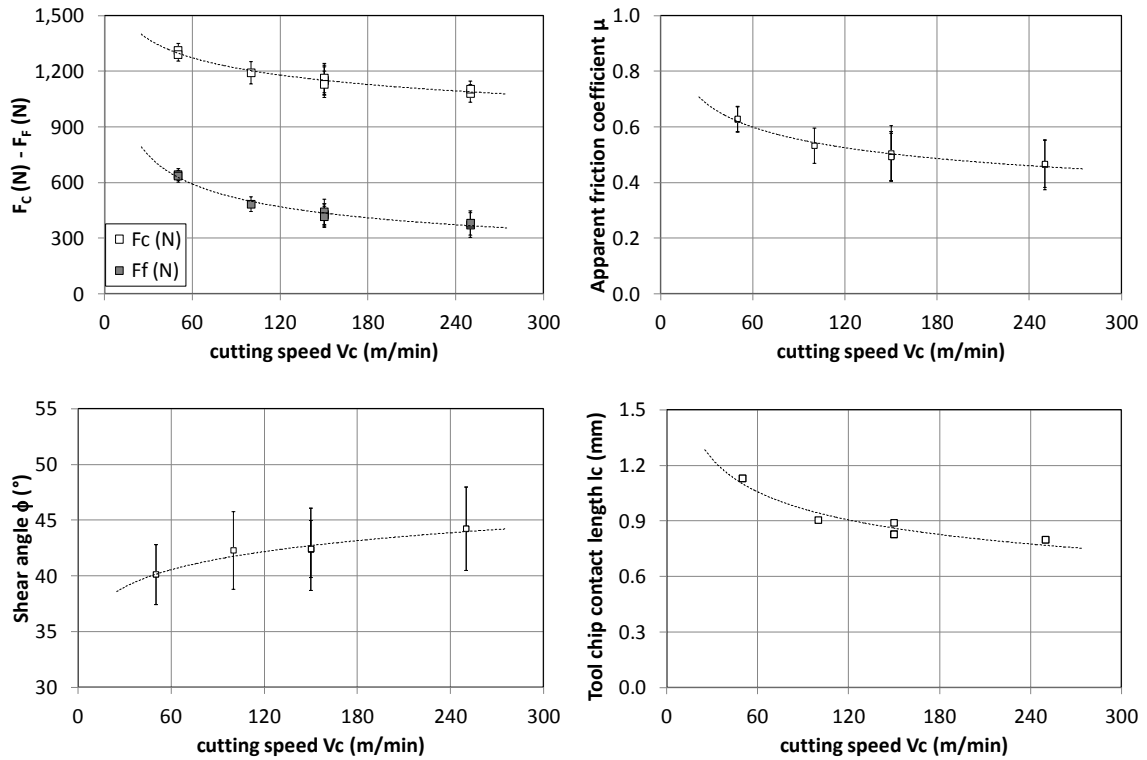 1,500
1,200
900
600
300
0
F_C (N) - F_F (N)
Fc (N)
Ff (N)
0 60 120 180 240 300
cutting speed Vc (m/min)
1.0
0.8
0.6
0.4
0.2
0.0
Apparent friction coefficient μ
0 60 120 180 240 300
cutting speed Vc (m/min)
55
50
45
40
35
30
Shear angle ϕ (°)
0 60 120 180 240 300
cutting speed Vc (m/min)
1.5
1.2
0.9
0.6
0.3
0.0
Tool chip contact length lc (mm)
0 60 120 180 240 300
cutting speed Vc (m/min)